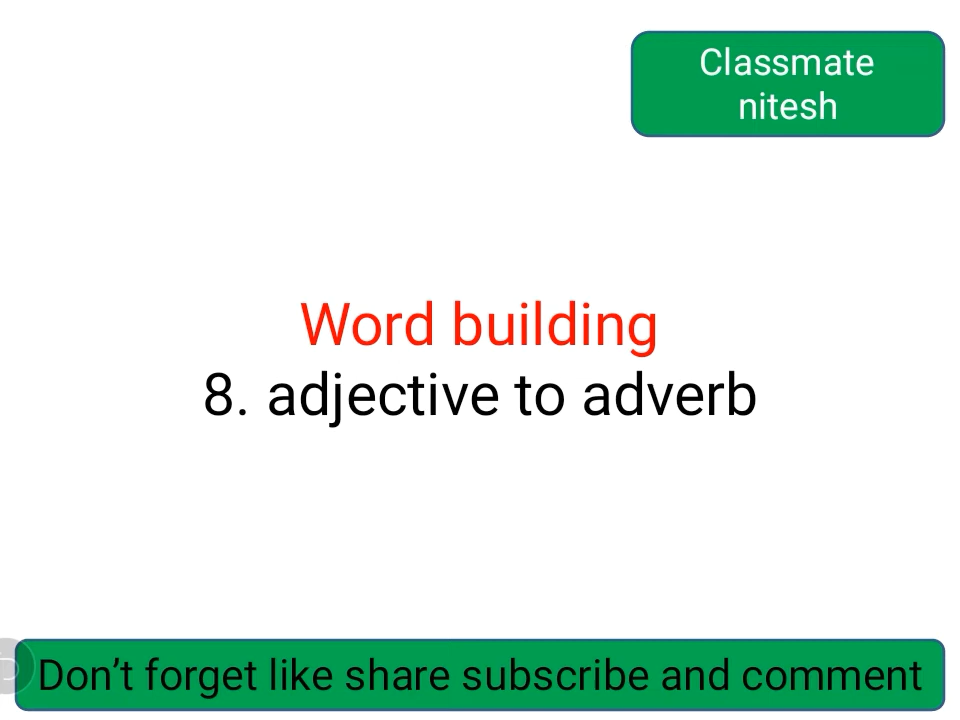 Classmate
nitesh
Word building
8. adjective to adverb
Don't forget like share subscribe and comment